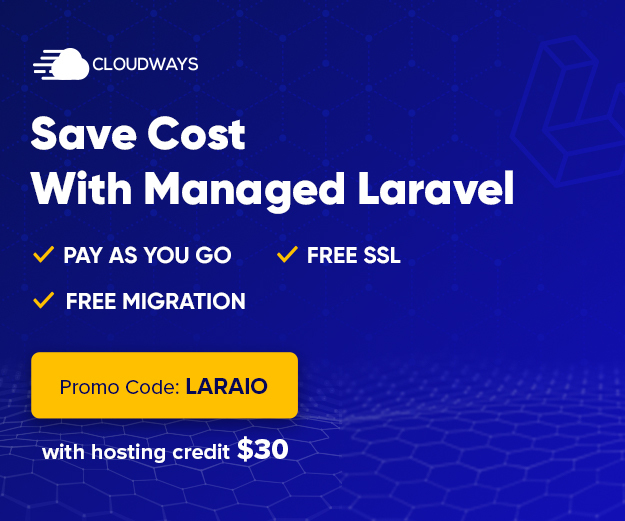 CLOUDWAYS
Save Cost
With Managed Laravel
PAY AS YOU GO
FREE SSL
FREE MIGRATION
Promo Code: LARAIO
with hosting credit $30